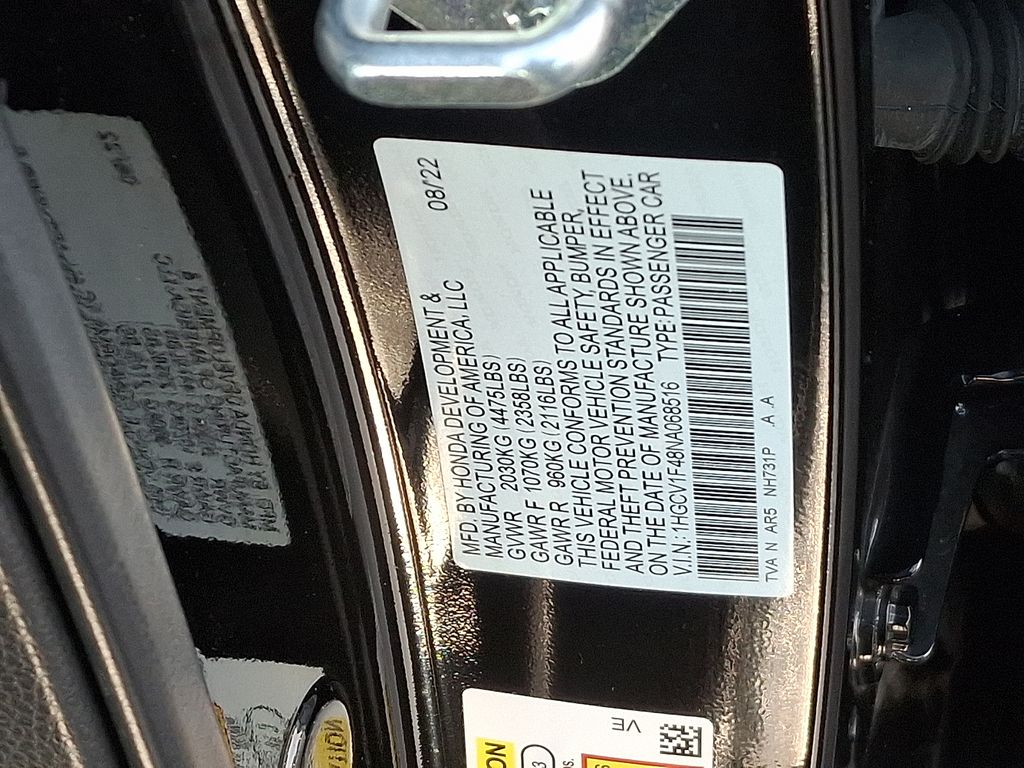 MFD. BY HONDA DEVELOPMENT & 08/22
MANUFACTURING OF AMERICA, LLC
GVWR 2030KG (4475LBS)
GAWR F 1070KG (2358LBS)
GAWR R 960KG (2116LBS)
THIS VEHICLE CONFORMS TO ALL APPLICABLE
FEDERAL MOTOR VEHICLE SAFETY BUMPER,
AND THEFT PREVENTION STANDARDS IN EFFECT
ON THE DATE OF MANUFACTURE SHOWN ABOVE.
V.I.N.:1HGCV1F48NA068516 TYPE:PASSENGER CAR
TVA N AR5 NH731P A.A
VE
3